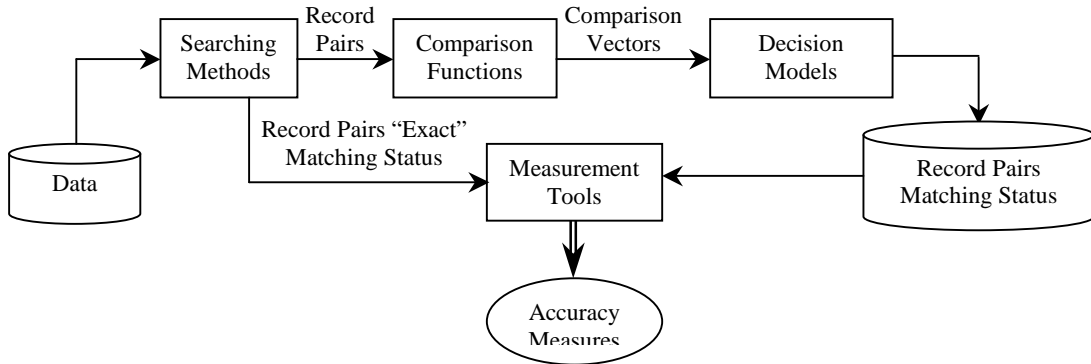 Searching
Methods
Record
Pairs
Comparison
Functions
Comparison
Vectors
Decision
Models
Record Pairs “Exact”
Matching Status
Data
Measurement
Tools
Record Pairs
Matching Status
Accuracy
Measures